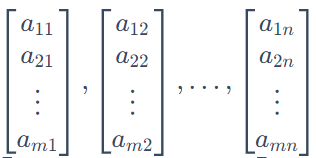 a₁₁ a₁₂ a₁ₙ
a₂₁ a₂₂ a₂ₙ
⋮ , ⋮ , . . . , ⋮
aₘ₁ aₘ₂ aₘₙ